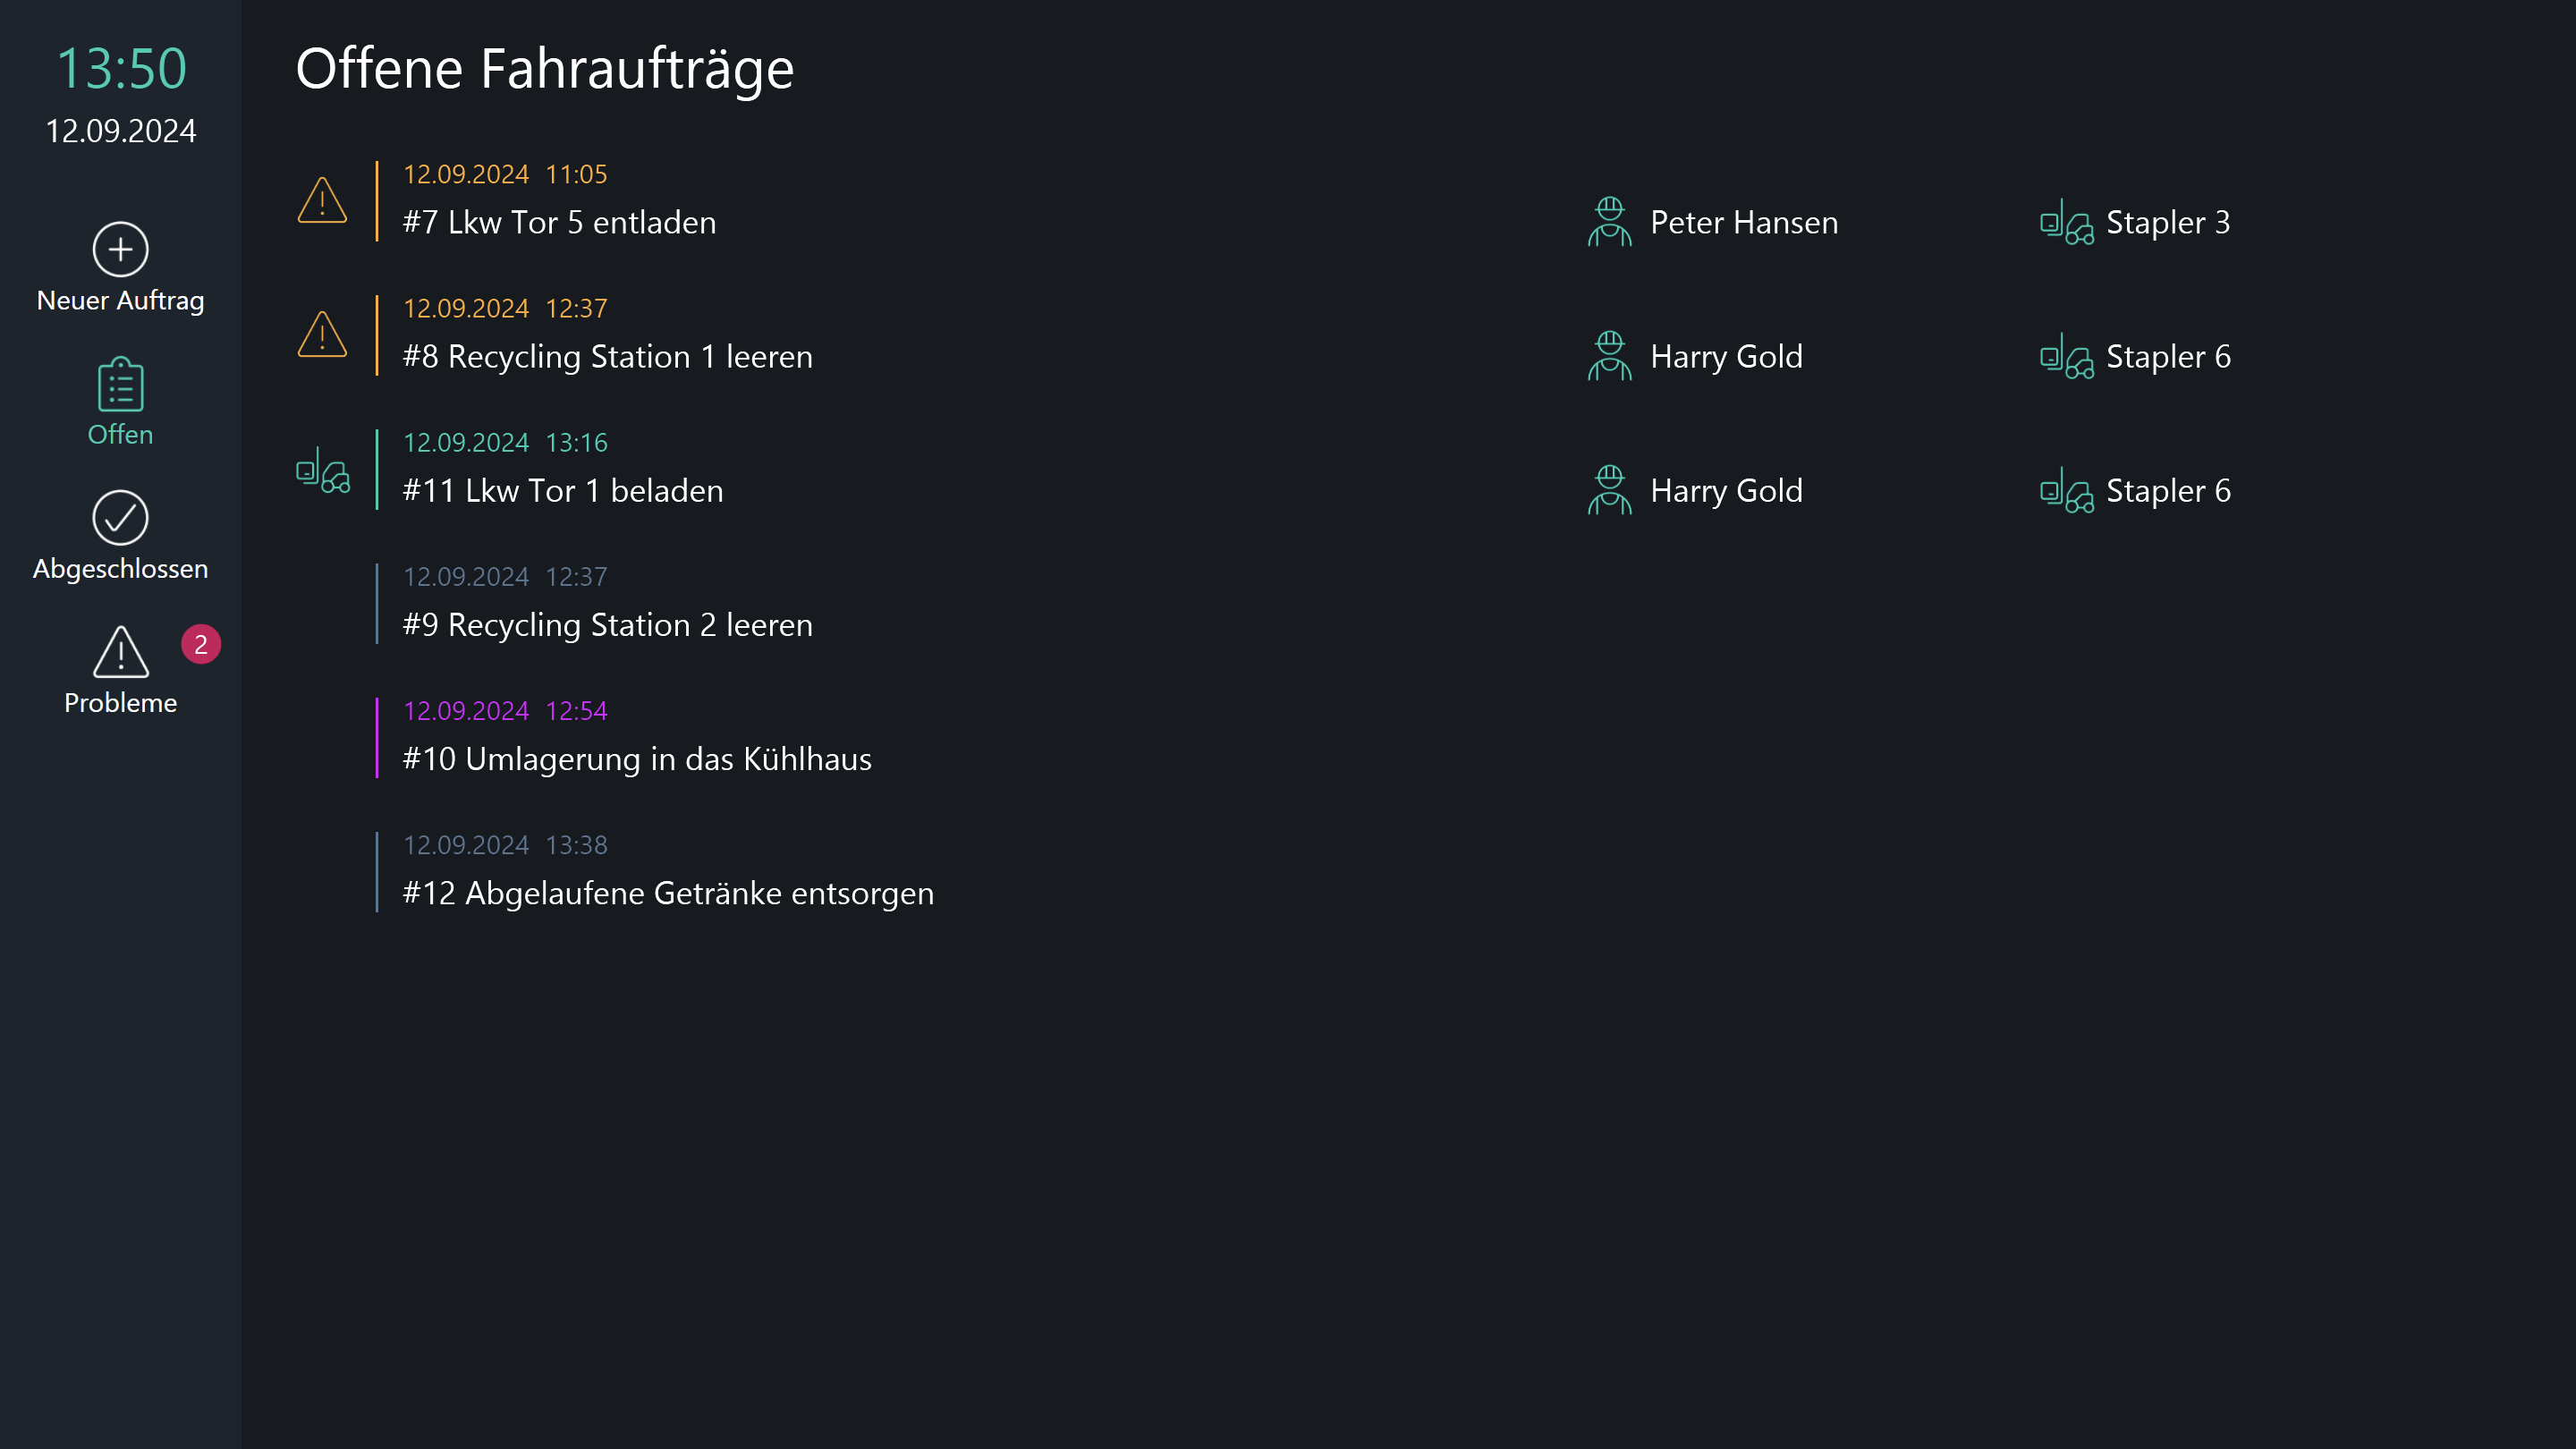 13:50
12.09.2024
Neuer Auftrag
Offen
Abgeschlossen
2
Probleme
Offene Fahraufträge
12.09.2024 11:05
#7 Lkw Tor 5 entladen
Peter Hansen
Stapler 3
12.09.2024 12:37
#8 Recycling Station 1 leeren
Harry Gold
Stapler 6
12.09.2024 13:16
#11 Lkw Tor 1 beladen
Harry Gold
Stapler 6
12.09.2024 12:37
#9 Recycling Station 2 leeren
12.09.2024 12:54
#10 Umlagerung in das Kühlhaus
12.09.2024 13:38
#12 Abgelaufene Getränke entsorgen